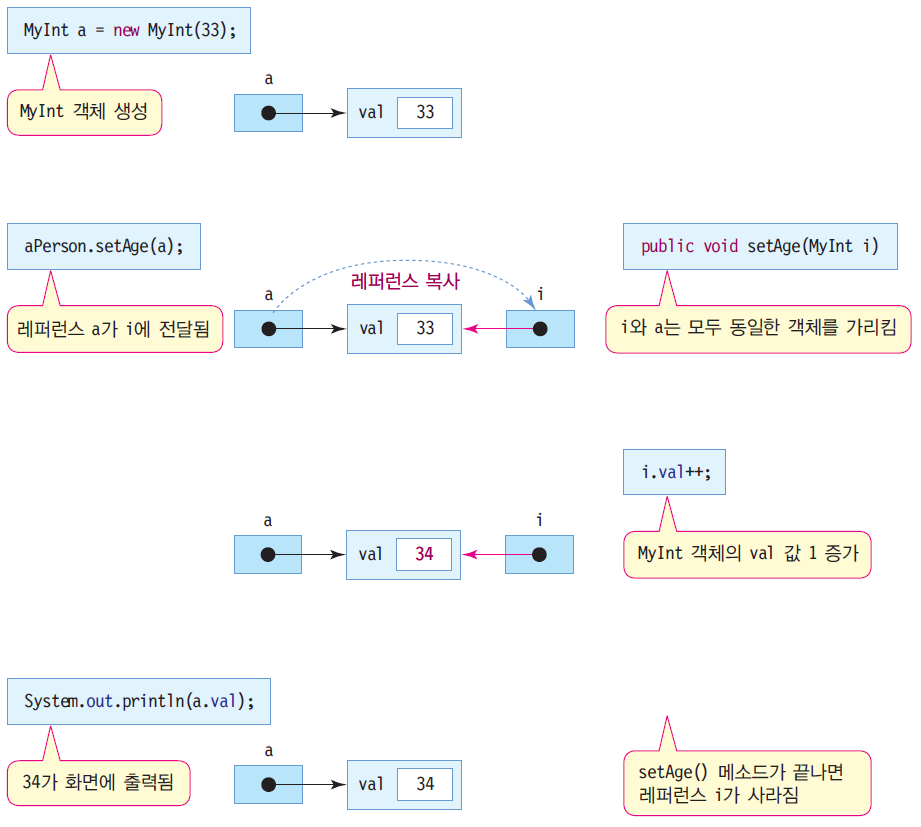 MyInt a = new MyInt(33);
MyInt 객체 생성
a
val 33
aPerson.setAge(a);
public void setAge(MyInt i)
레퍼런스 복사
a
i
레퍼런스 a가 i에 전달됨
val 33
i와 a는 모두 동일한 객체를 가리킴
i.val++;
a
i
val 34
MyInt 객체의 val 값 1 증가
System.out.println(a.val);
34가 화면에 출력됨
a
val 34
setAge() 메소드가 끝나면
레퍼런스 i가 사라짐